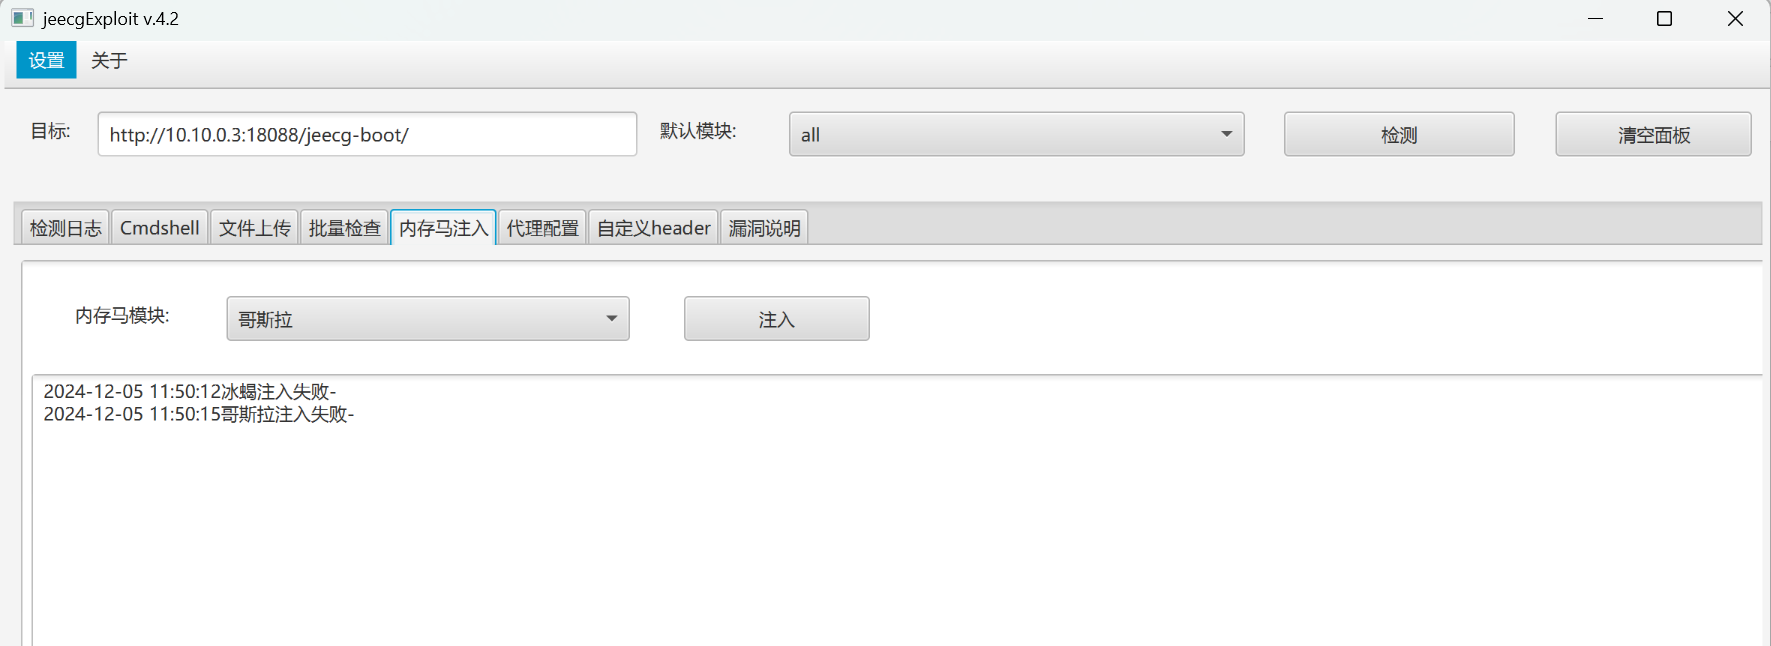 jeecgExploit v.4.2
设置 关于
目标: http://10.10.0.3:18088/jeecg-boot/ 默认模块: all 检测 清空面板
检测日志 Cmdshell 文件上传 批量检查 内存马注入 代理配置 自定义header 漏洞说明
内存马模块: 哥斯拉 注入
2024-12-05 11:50:12冰蝎注入失败-
2024-12-05 11:50:15哥斯拉注入失败-